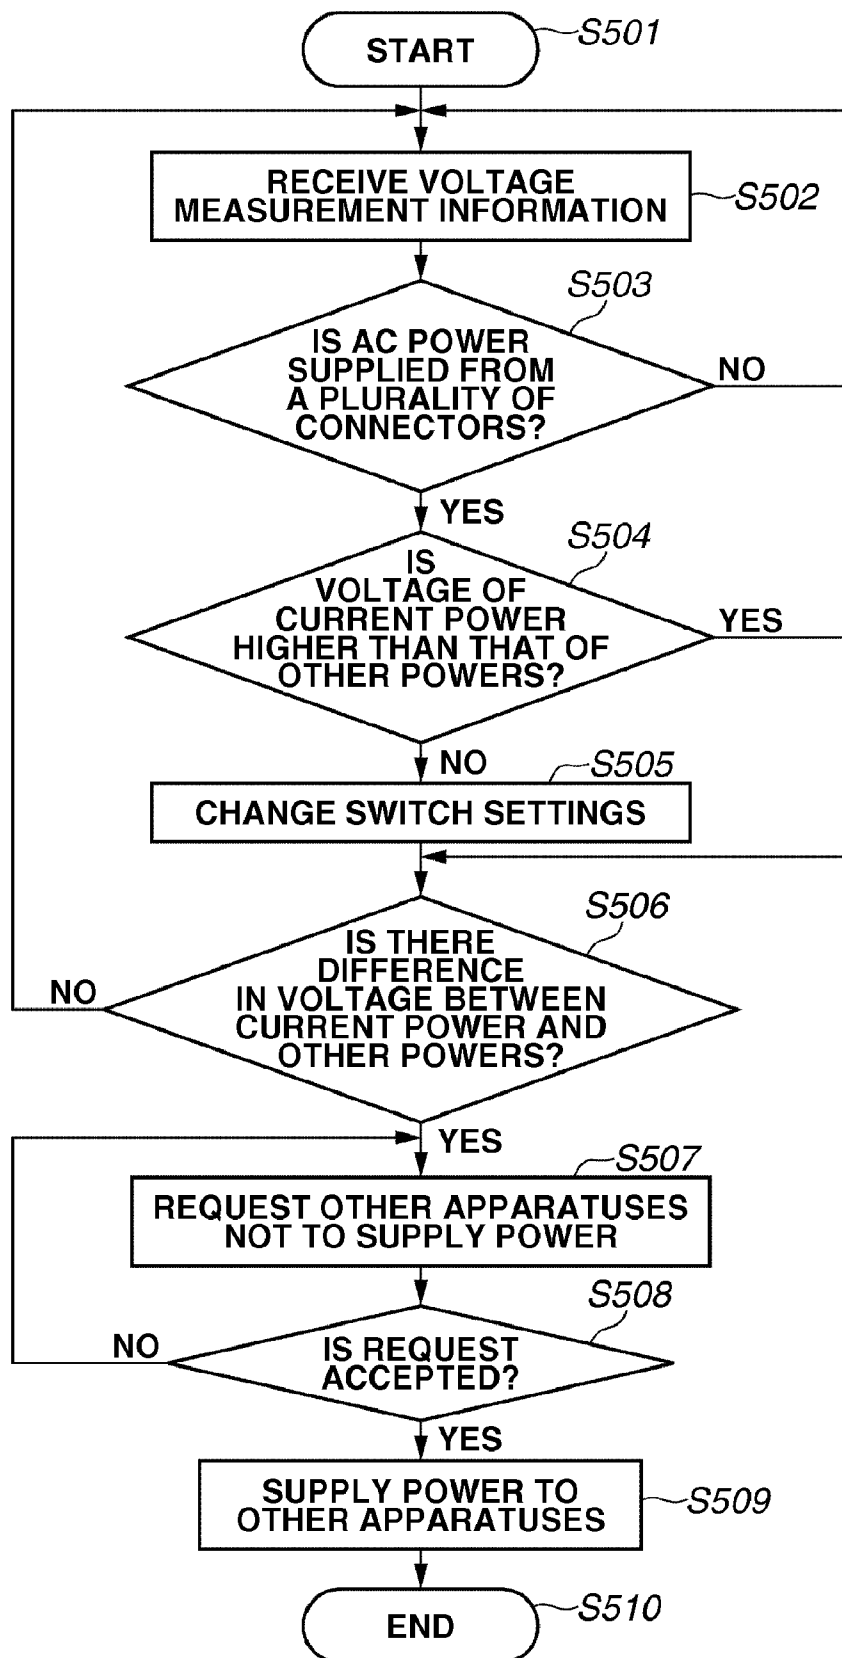 START
S501
RECEIVE VOLTAGE
MEASUREMENT INFORMATION
S502
S503
IS AC POWER
SUPPLIED FROM
A PLURALITY OF
CONNECTORS?
NO
YES
S504
IS
VOLTAGE OF
CURRENT POWER
HIGHER THAN THAT OF
OTHER POWERS?
YES
NO
S505
CHANGE SWITCH SETTINGS
S506
IS THERE
DIFFERENCE
IN VOLTAGE BETWEEN
CURRENT POWER AND
OTHER POWERS?
NO
YES
S507
REQUEST OTHER APPARATUSES
NOT TO SUPPLY POWER
S508
IS REQUEST
ACCEPTED?
NO
YES
SUPPLY POWER TO
OTHER APPARATUSES
S509
END
S510